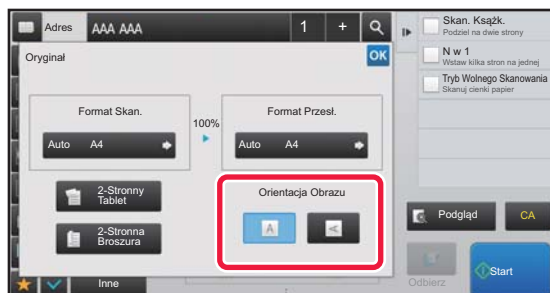 Adres
AAA AAA
1
+
Oryginał
OK
Format Skan.
100%
Format Przesł.
Auto A4
Auto A4
2-Stronny
Tablet
2-Stronna
Broszura
Orientacja Obrazu
A
A
Inne
Skan. Książk.
Podziel na dwie strony
N w 1
Wstaw kilka stron na jednej
Tryb Wolnego Skanowania
Skanuj cienki papier
Podgląd
CA
Odbierz
Start